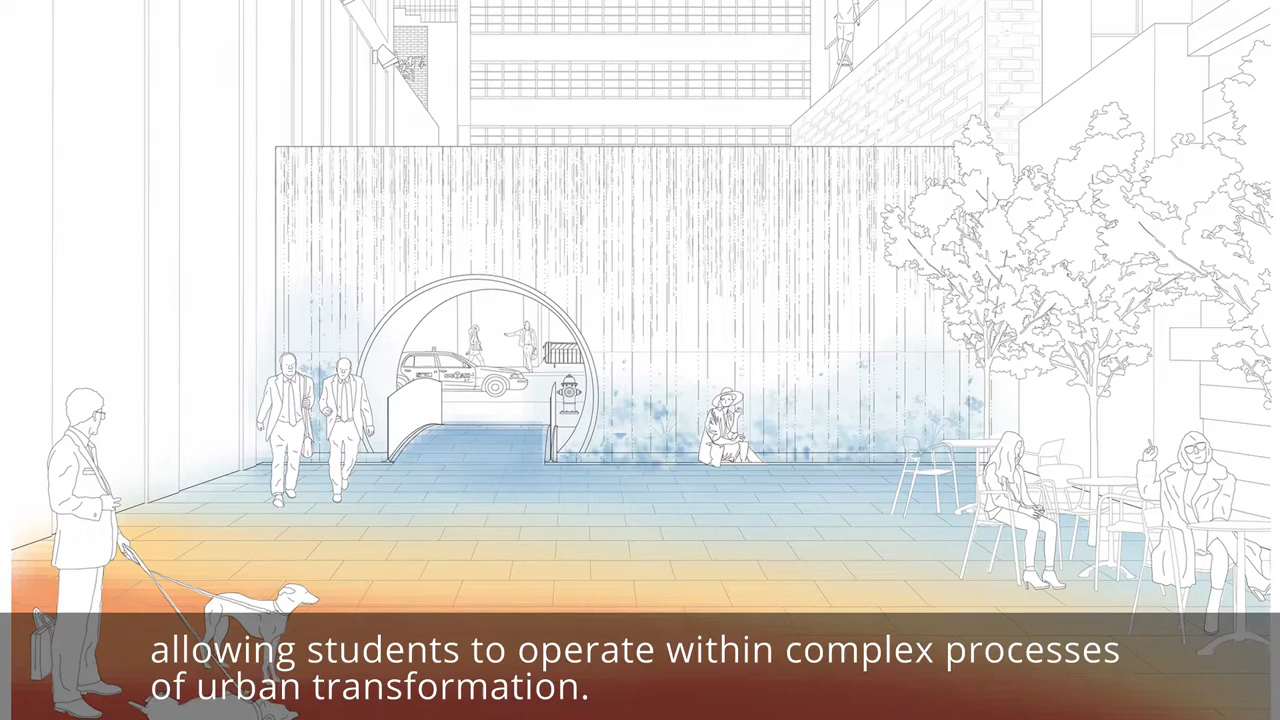 allowing students to operate within complex processes
of urban transformation.